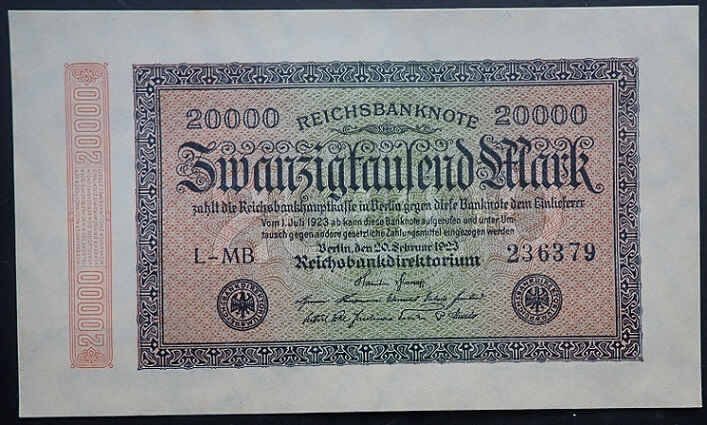 20000 REICHSBANKNOTE 20000
Zwanzigtausend Mark
zahlt die Reichsbankhauptkasse in Berlin gegen diese Banknote dem Einlieferer
Vom 1. Juli 1923 ab kann diese Banknote aufgerufen und unter Um-
tausch gegen andere gesetzliche Zahlungsmittel eingezogen werden
Berlin, den 20. Februar 1923
L-MB Reichsbankdirektorium 236379
20000
20000